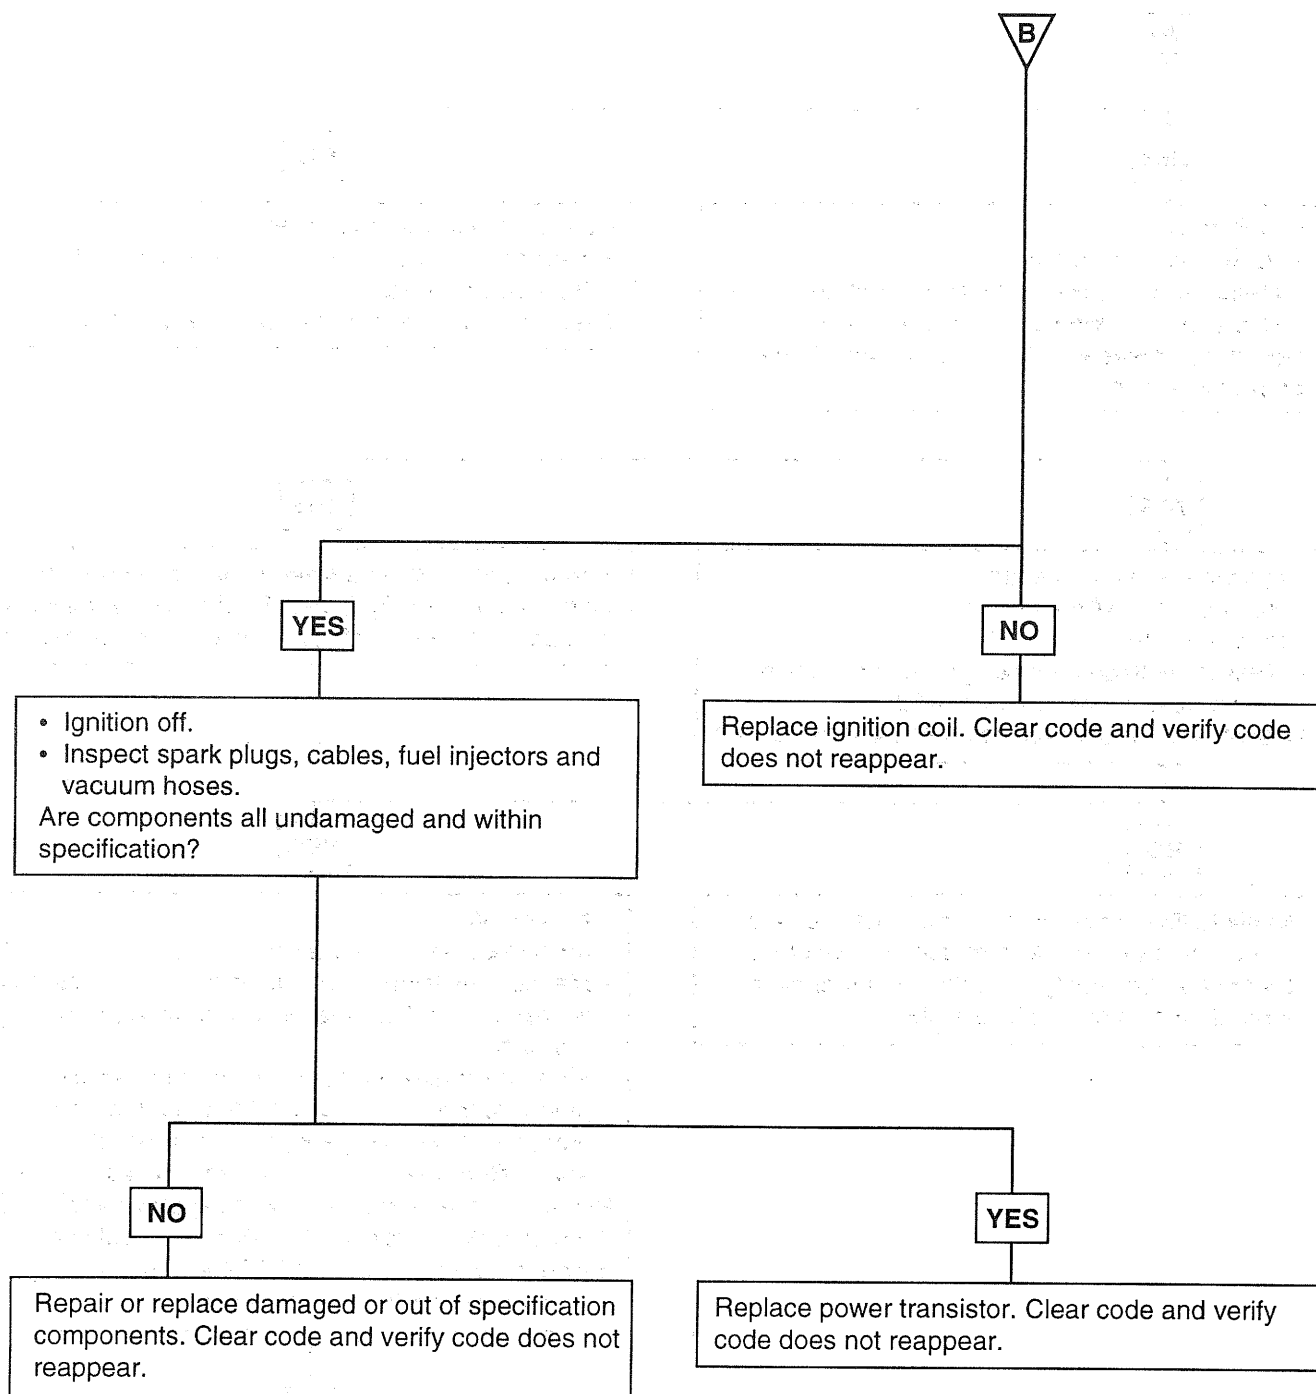 B
YES
NO
• Ignition off.
• Inspect spark plugs, cables, fuel injectors and
vacuum hoses.
Are components all undamaged and within
specification?
Replace ignition coil. Clear code and verify code
does not reappear.
NO
YES
Repair or replace damaged or out of specification
components. Clear code and verify code does not
reappear.
Replace power transistor. Clear code and verify
code does not reappear.